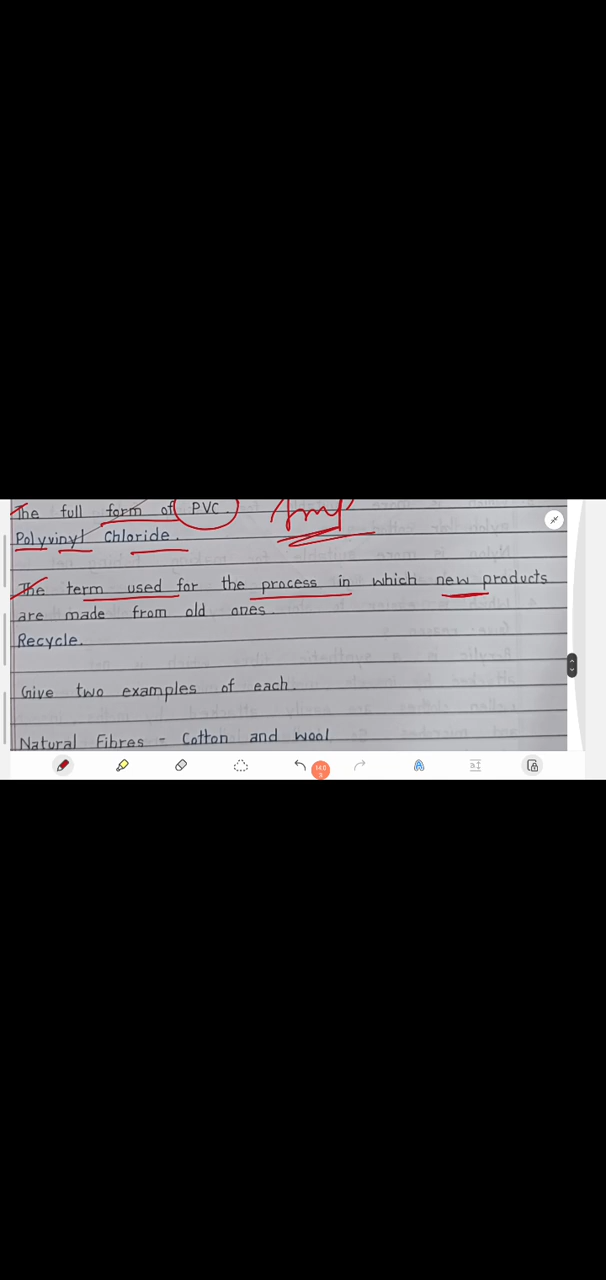 The full form of PVC. Imp
Polyvinyl Chloride.
The term used for the process in which new products
are made from old ones.
Recycle.
Give two examples of each.
Natural Fibres - Cotton and wool